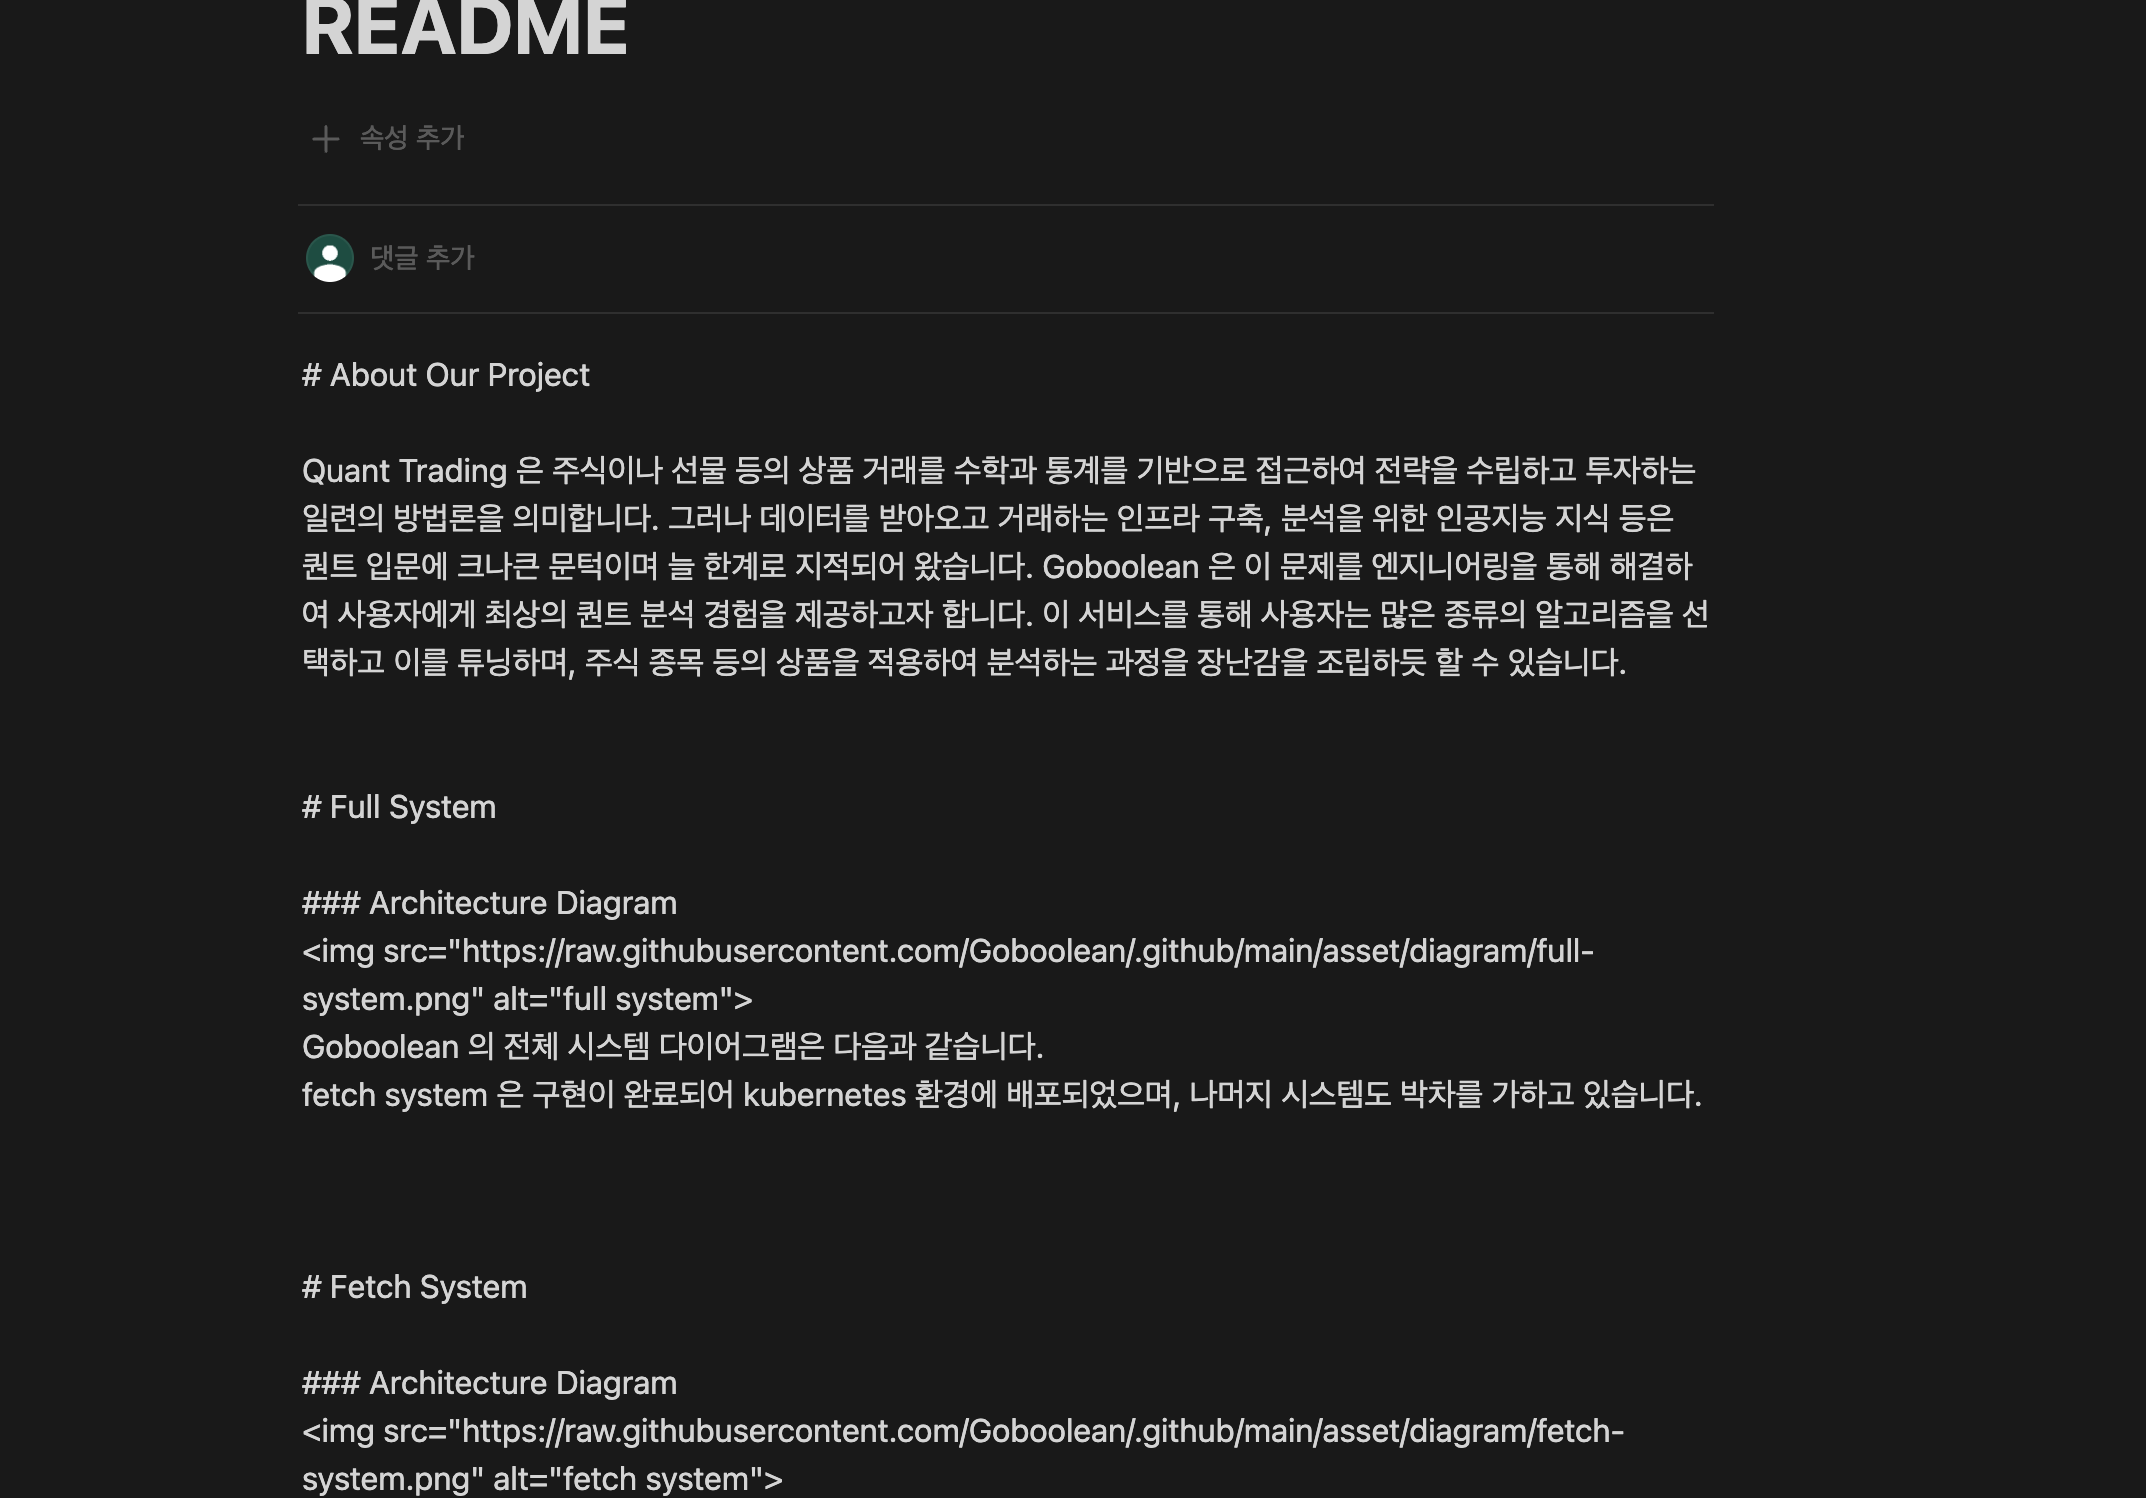 README
속성 추가
댓글 추가
# About Our Project
Quant Trading 은 주식이나 선물 등의 상품 거래를 수학과 통계를 기반으로 접근하여 전략을 수립하고 투자하는
일련의 방법론을 의미합니다. 그러나 데이터를 받아오고 거래하는 인프라 구축, 분석을 위한 인공지능 지식 등은
퀀트 입문에 크나큰 문턱이며 늘 한계로 지적되어 왔습니다. Goboolean 은 이 문제를 엔지니어링을 통해 해결하
여 사용자에게 최상의 퀀트 분석 경험을 제공하고자 합니다. 이 서비스를 통해 사용자는 많은 종류의 알고리즘을 선
택하고 이를 튜닝하며, 주식 종목 등의 상품을 적용하여 분석하는 과정을 장난감을 조립하듯 할 수 있습니다.
# Full System
### Architecture Diagram
<img src="https://raw.githubusercontent.com/Goboolean/.github/main/asset/diagram/full-
system.png" alt="full system">
Goboolean 의 전체 시스템 다이어그램은 다음과 같습니다.
fetch system 은 구현이 완료되어 kubernetes 환경에 배포되었으며, 나머지 시스템도 박차를 가하고 있습니다.
# Fetch System
### Architecture Diagram
<img src="https://raw.githubusercontent.com/Goboolean/.github/main/asset/diagram/fetch-
system.png" alt="fetch system">